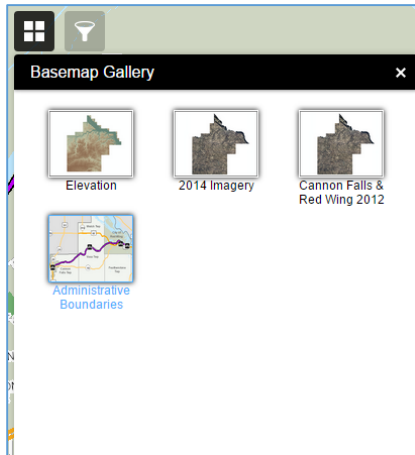 Basemap Gallery ×
Elevation
2014 Imagery
Cannon Falls &
Red Wing 2012
Administrative
Boundaries